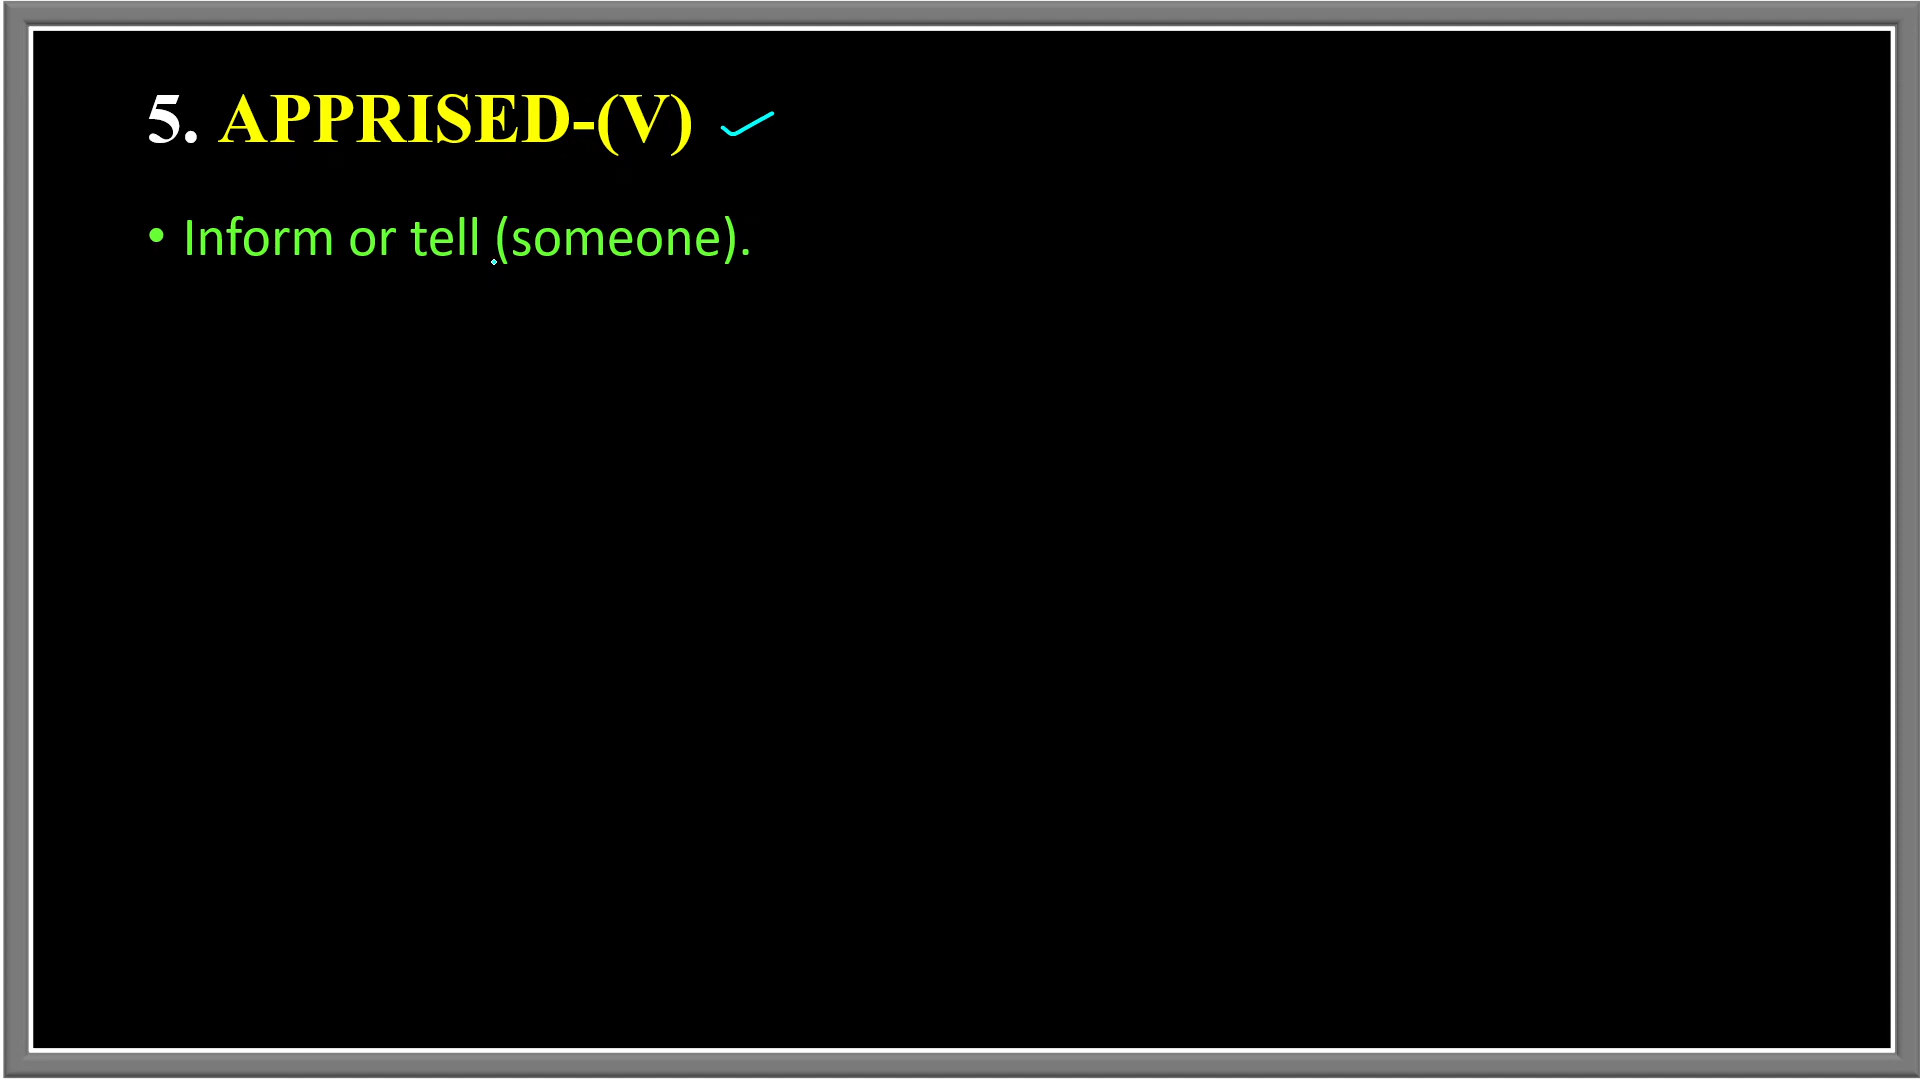 5. APPRISED-(V)
• Inform or tell (someone).